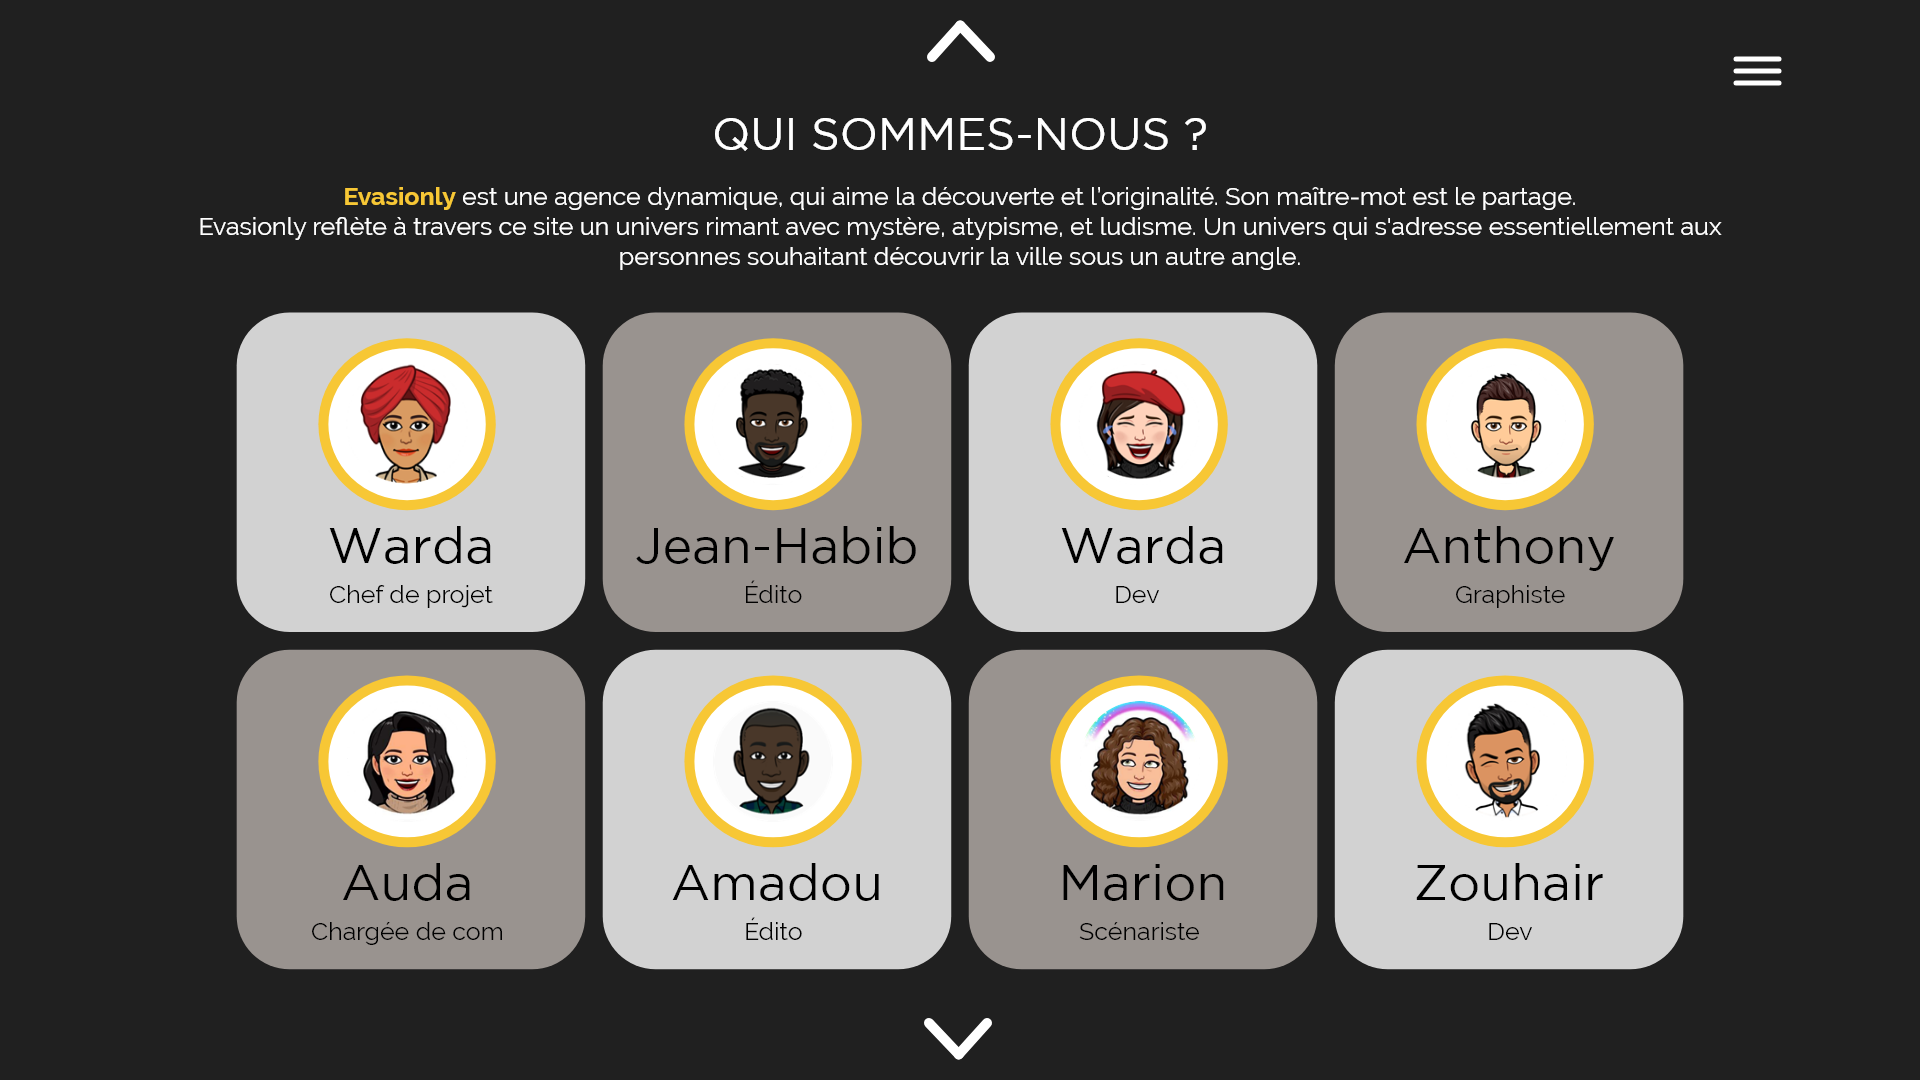 QUI SOMMES-NOUS ?
Evasionly est une agence dynamique, qui aime la découverte et l'originalité. Son maître-mot est le partage.
Evasionly reflète à travers ce site un univers rimant avec mystère, atypisme, et ludisme. Un univers qui s'adresse essentiellement aux
personnes souhaitant découvrir la ville sous un autre angle.
Warda
Chef de projet
Jean-Habib
Édito
Warda
Dev
Anthony
Graphiste
Auda
Chargée de com
Amadou
Édito
Marion
Scénariste
Zouhair
Dev